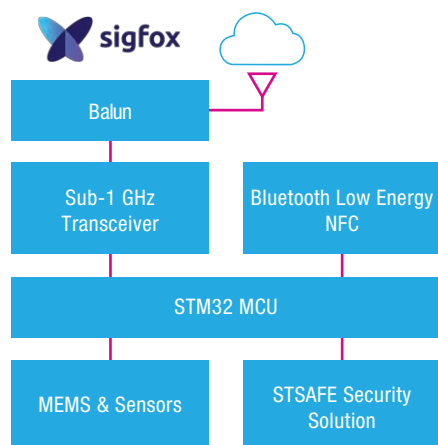 sigfox
Balun
Sub-1 GHz
Transceiver
Bluetooth Low Energy
NFC
STM32 MCU
MEMS & Sensors
STSAFE Security
Solution